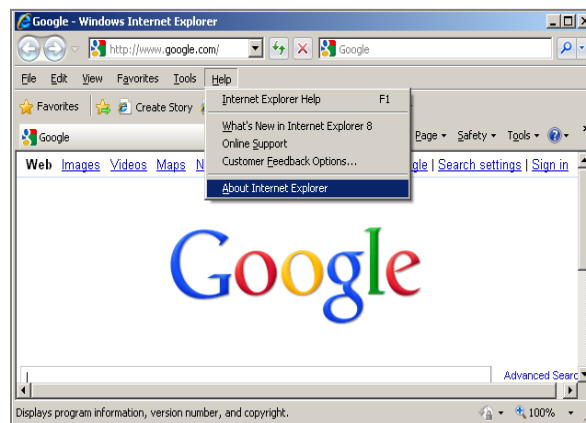 Google - Windows Internet Explorer
http://www.google.com/ Google
File Edit View Favorites Tools Help
Internet Explorer Help F1
What's New in Internet Explorer 8
Online Support
Customer Feedback Options...
About Internet Explorer
Favorites Create Story
Google Page Safety Tools
Web Images Videos Maps N gle | Search settings | Sign in
Google
Advanced Searc
Displays program information, version number, and copyright. 100%